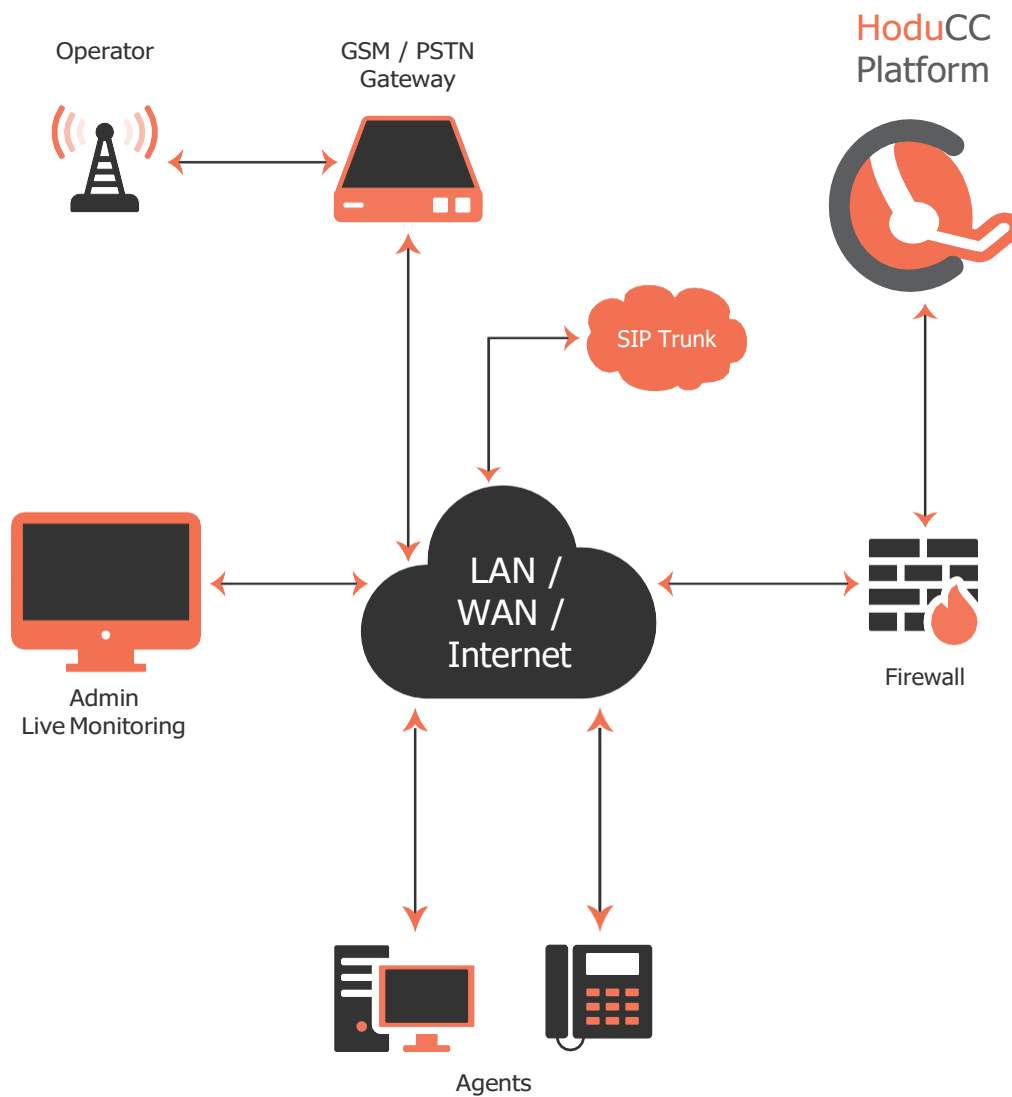 Operator
GSM / PSTN
Gateway
HoduCC
Platform
SIP Trunk
LAN /
WAN /
Internet
Admin
Live Monitoring
Firewall
Agents